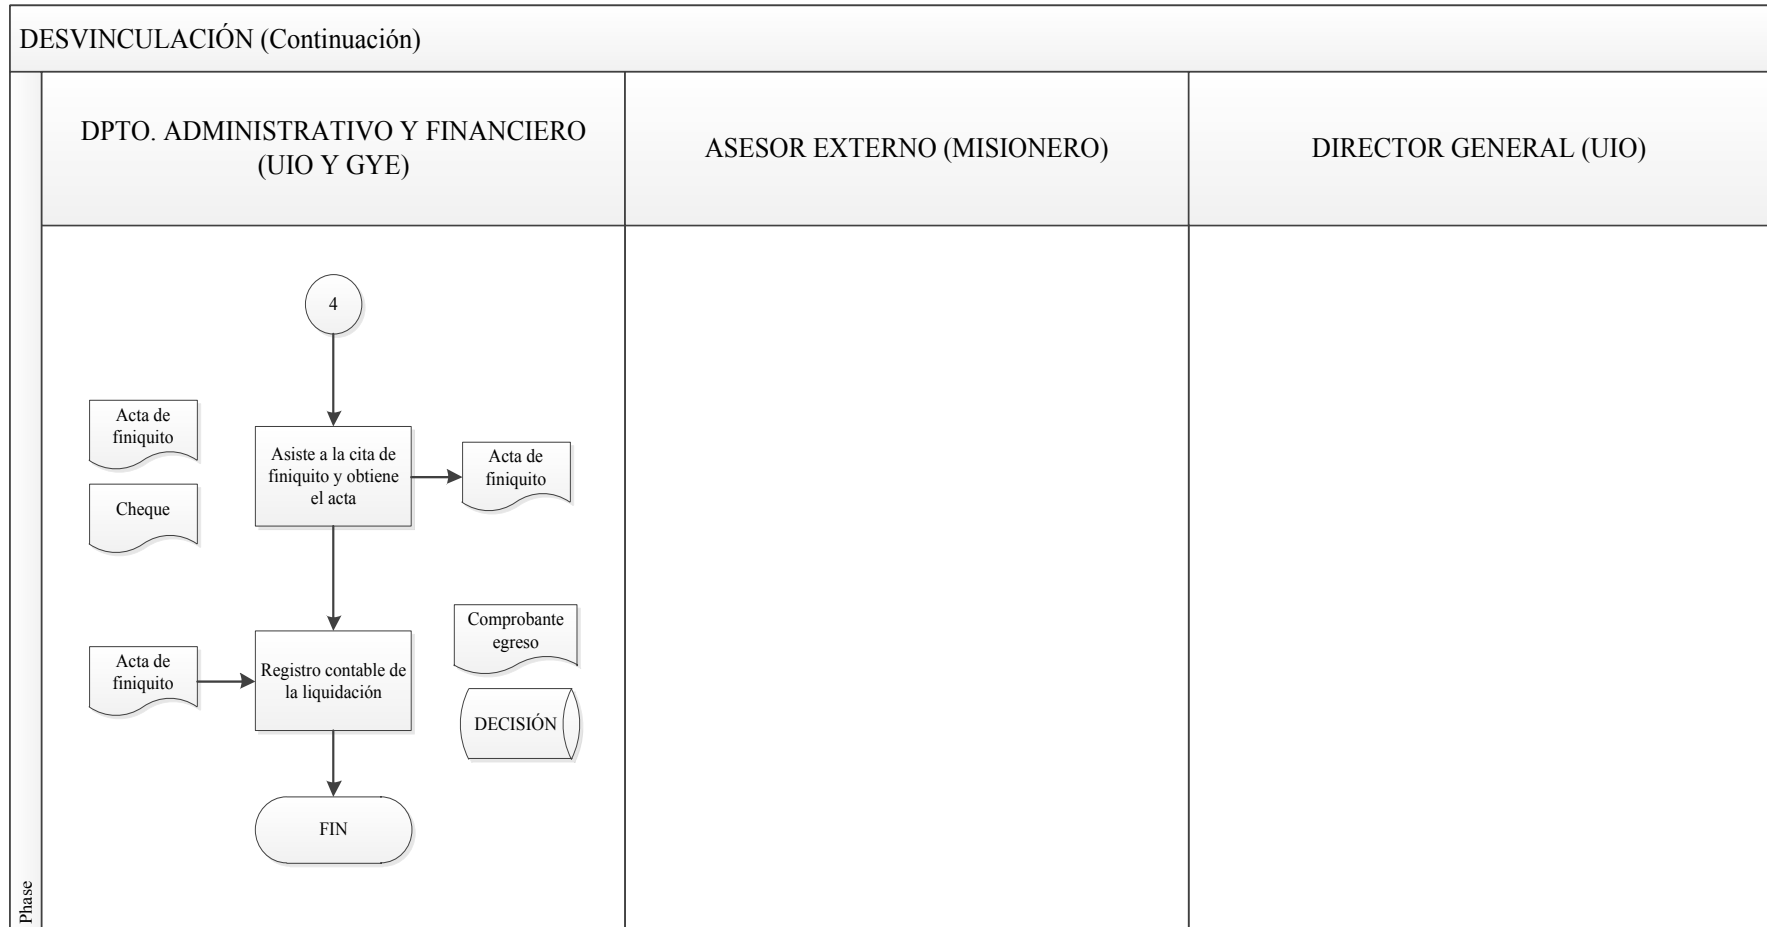 DESVINCULACIÓN (Continuación)
DPTO. ADMINISTRATIVO Y FINANCIERO
(UIO Y GYE)
ASESOR EXTERNO (MISIONERO)
DIRECTOR GENERAL (UIO)
4
Acta de
finiquito
Cheque
Asiste a la cita de
finiquito y obtiene
el acta
Acta de
finiquito
Comprobante
egreso
Acta de
finiquito
Registro contable de
la liquidación
DECISIÓN
FIN
Phase